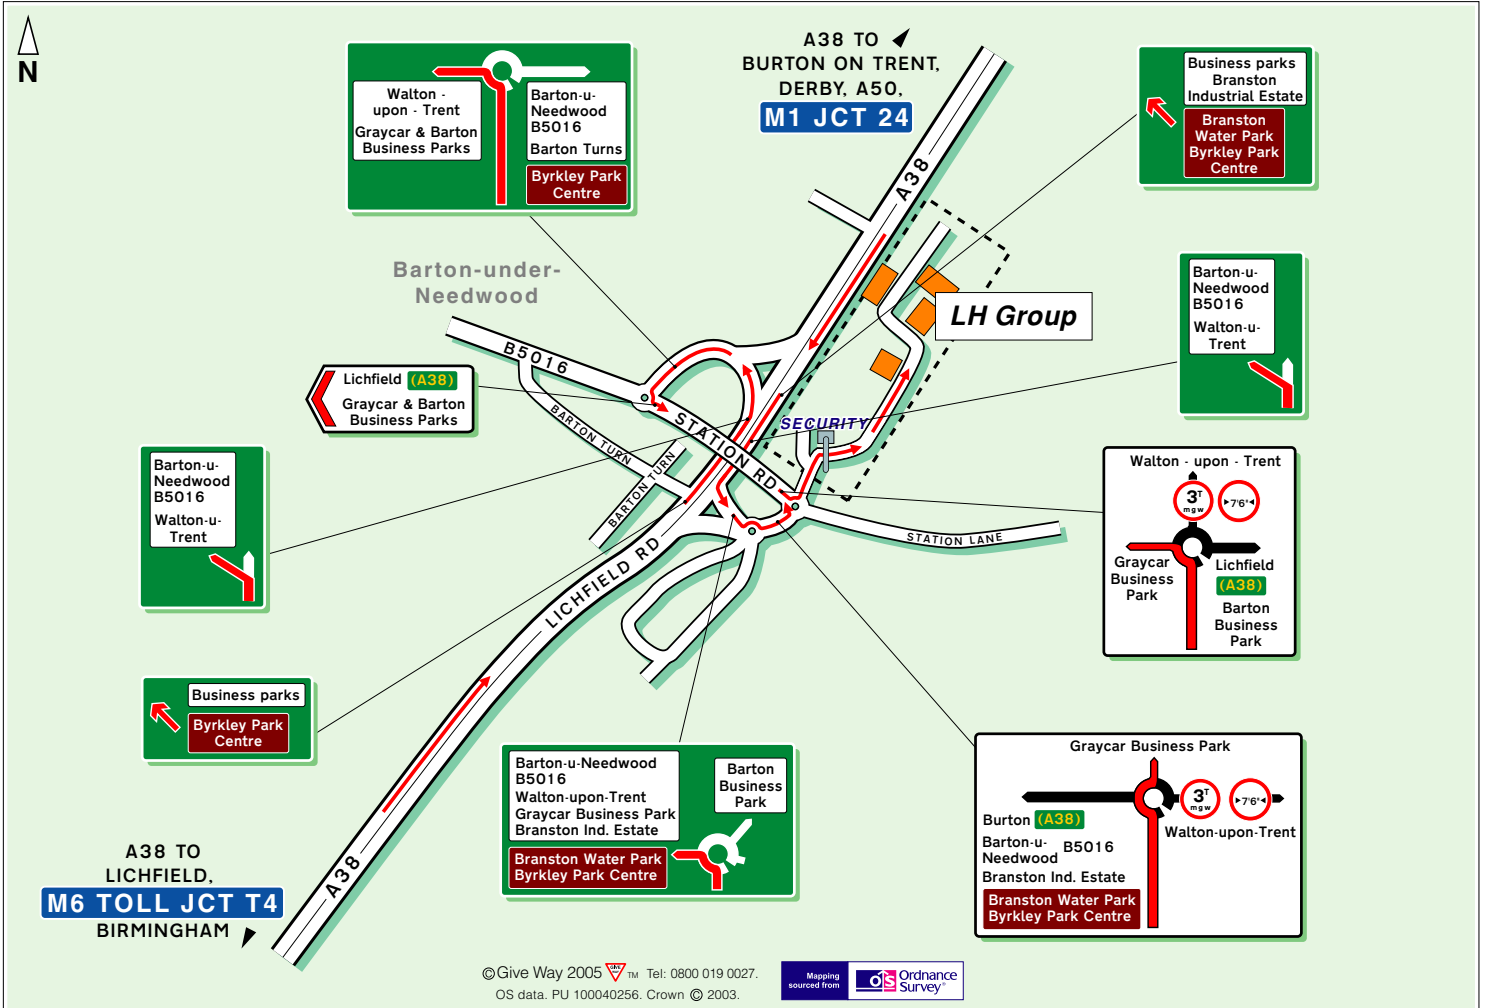 N
A38 TO
BURTON ON TRENT,
DERBY, A50,
M1 JCT 24
Walton -
upon - Trent
Graycar & Barton
Business Parks
Barton-u-
Needwood
B5016
Barton Turns
Byrkley Park
Centre
Business parks
Branston
Industrial Estate
Branston
Water Park
Byrkley Park
Centre
A38
Barton-under-
Needwood
LH Group
Barton-u-
Needwood
B5016
Walton-u-
Trent
B5016
Lichfield (A38)
Graycar & Barton
Business Parks
STATION RD
SECURITY
BARTON TURN
BARTON TURN
Barton-u-
Needwood
B5016
Walton-u-
Trent
Walton - upon - Trent
3T
mgw
7'6"
Graycar
Business
Park
Lichfield
(A38)
Barton
Business
Park
STATION LANE
LICHFIELD RD
Business parks
Byrkley Park
Centre
Barton-u-Needwood
B5016
Walton-upon-Trent
Graycar Business Park
Branston Ind. Estate
Branston Water Park
Byrkley Park Centre
Barton
Business
Park
Graycar Business Park
3T
mgw
7'6"
Burton (A38)
Walton-upon-Trent
Barton-u-
Needwood B5016
Branston Ind. Estate
Branston Water Park
Byrkley Park Centre
A38
A38 TO
LICHFIELD,
M6 TOLL JCT T4
BIRMINGHAM
© Give Way 2005 GIVE WAY TM Tel: 0800 019 0027.
OS data. PU 100040256. Crown © 2003.
Mapping
sourced from
OS Ordnance
Survey®